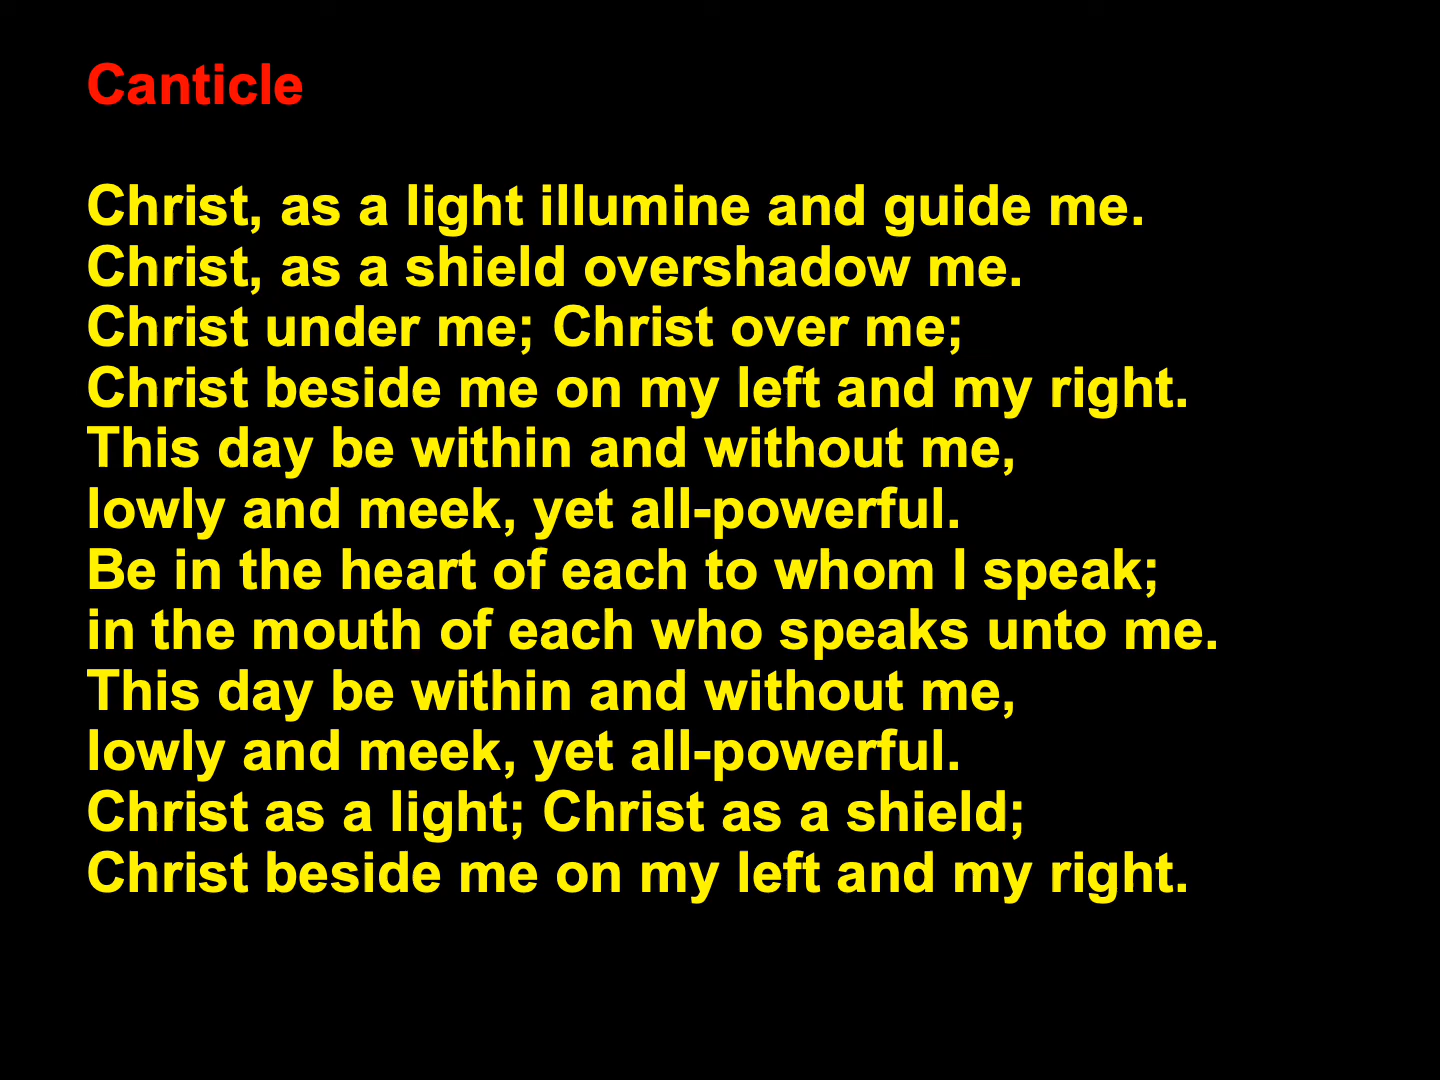 Canticle
Christ, as a light illumine and guide me.
Christ, as a shield overshadow me.
Christ under me; Christ over me;
Christ beside me on my left and my right.
This day be within and without me,
lowly and meek, yet all-powerful.
Be in the heart of each to whom I speak;
in the mouth of each who speaks unto me.
This day be within and without me,
lowly and meek, yet all-powerful.
Christ as a light; Christ as a shield;
Christ beside me on my left and my right.